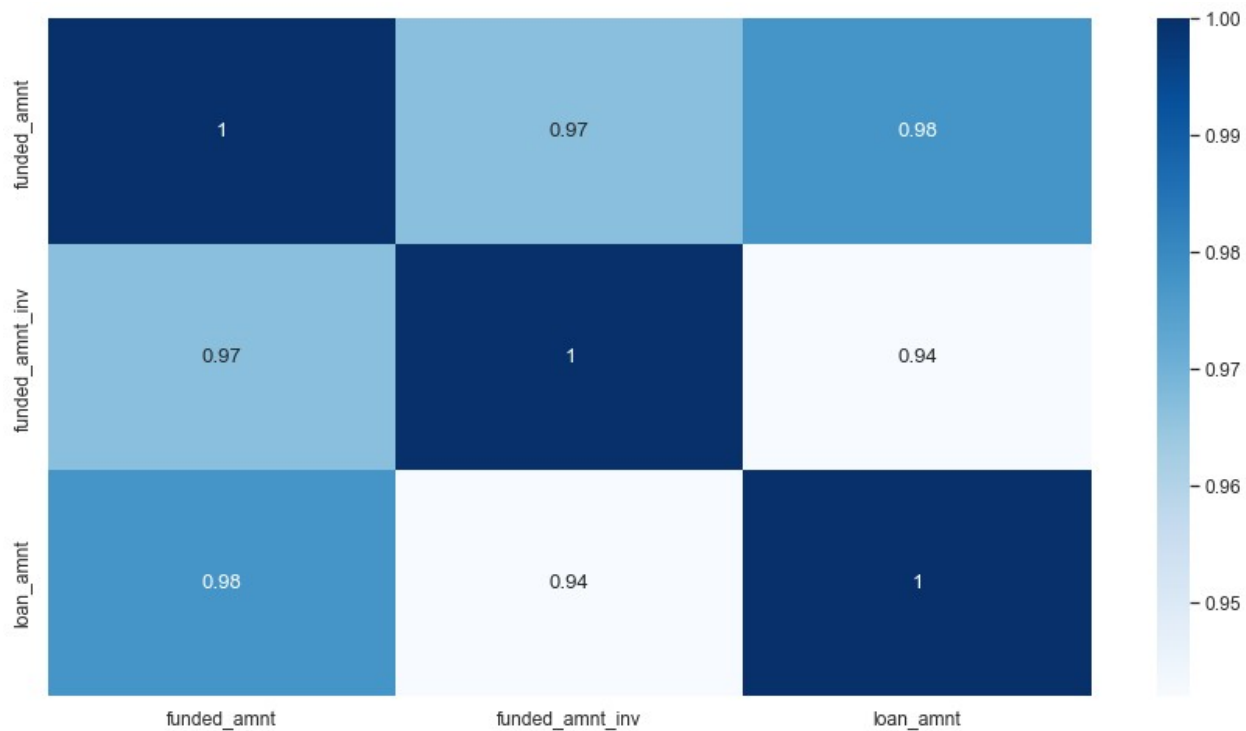 funded_amnt
1
0.97
0.98
funded_amnt_inv
0.97
1
0.94
loan_amnt
0.98
0.94
1
funded_amnt
funded_amnt_inv
loan_amnt
1.00
0.99
0.98
0.97
0.96
0.95